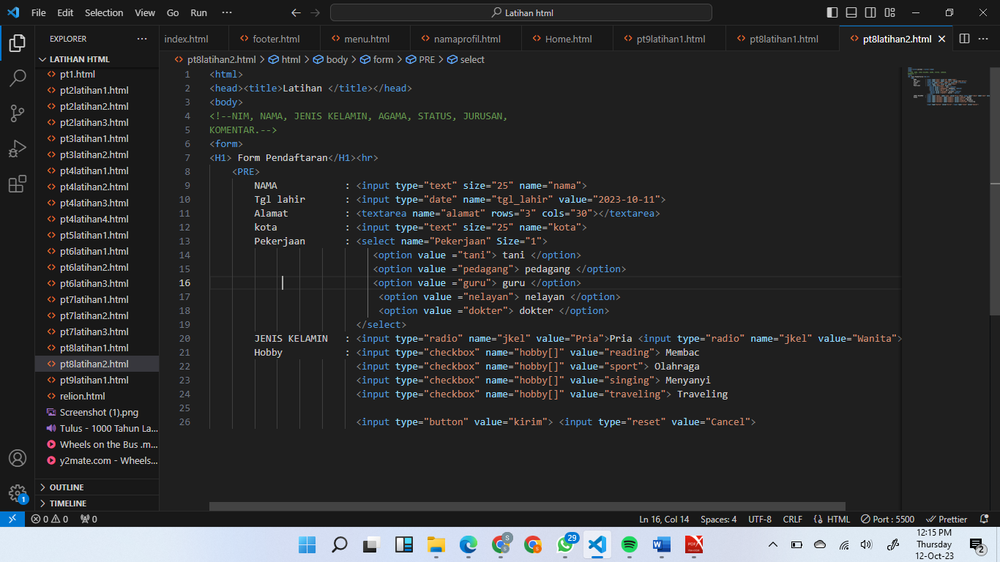 File Edit Selection View Go Run ··· Latihan html
EXPLORER ···
LATIHAN HTML
pt1.html
pt2latihan1.html
pt2latihan2.html
pt2latihan3.html
pt3latihan1.html
pt3latihan2.html
pt4latihan1.html
pt4latihan2.html
pt4latihan3.html
pt4latihan4.html
pt5latihan1.html
pt6latihan1.html
pt6latihan2.html
pt6latihan3.html
pt7latihan1.html
pt7latihan2.html
pt7latihan3.html
pt8latihan1.html
pt8latihan2.html
pt9latihan1.html
relion.html
Screenshot (1).png
Tulus - 1000 Tahun La...
Wheels on the Bus .m...
y2mate.com - Wheels...
OUTLINE
TIMELINE
index.html footer.html menu.html namaprofil.html Home.html pt9latihan1.html pt8latihan1.html pt8latihan2.html
pt8latihan2.html > html > body > form > PRE > select
1 <html>
2 <head><title>Latihan </title></head>
3 <body>
4 <!--NIM, NAMA, JENIS KELAMIN, AGAMA, STATUS, JURUSAN,
5 KOMENTAR.-->
6 <form>
7 <H1> Form Pendaftaran</H1><hr>
8 <PRE>
9 NAMA : <input type="text" size="25" name="nama">
10 Tgl lahir : <input type="date" name="tgl_lahir" value="2023-10-11">
11 Alamat : <textarea name="alamat" rows="3" cols="30"></textarea>
12 kota : <input type="text" size="25" name="kota">
13 Pekerjaan : <select name="Pekerjaan" Size="1">
14 <option value ="tani"> tani </option>
15 <option value ="pedagang"> pedagang </option>
16 <option value ="guru"> guru </option>
17 <option value ="nelayan"> nelayan </option>
18 <option value ="dokter"> dokter </option>
19 </select>
20 JENIS KELAMIN : <input type="radio" name="jkel" value="Pria">Pria <input type="radio" name="jkel" value="Wanita">
21 Hobby : <input type="checkbox" name="hobby[]" value="reading"> Membac
22 <input type="checkbox" name="hobby[]" value="sport"> Olahraga
23 <input type="checkbox" name="hobby[]" value="singing"> Menyanyi
24 <input type="checkbox" name="hobby[]" value="traveling"> Traveling
25
26 <input type="button" value="kirim"> <input type="reset" value="Cancel">
1
0 0 0 Ln 16, Col 14 Spaces: 4 UTF-8 CRLF HTML Port : 5500 Prettier
S S 29 W PDF
12:15 PM
Thursday
12-Oct-23
2